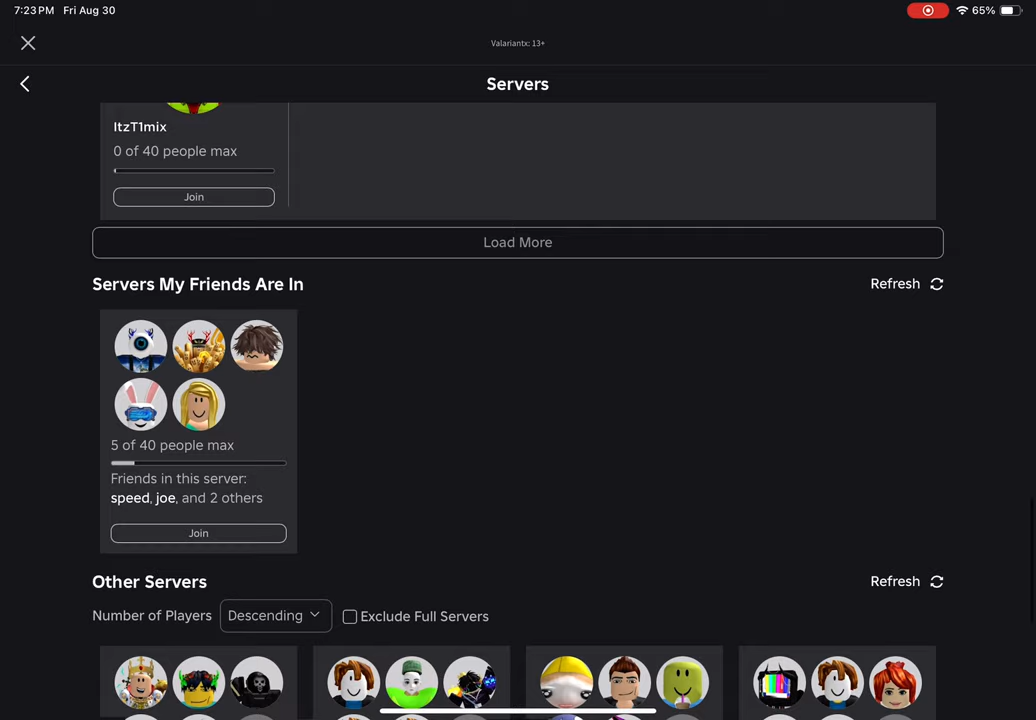 7:23 PM Fri Aug 30
65%
Valariantx: 13+
Servers
ItzT1mix
0 of 40 people max
Join
Load More
Servers My Friends Are In
Refresh
5 of 40 people max
Friends in this server:
speed, joe, and 2 others
Join
Other Servers
Refresh
Number of Players
Descending
Exclude Full Servers